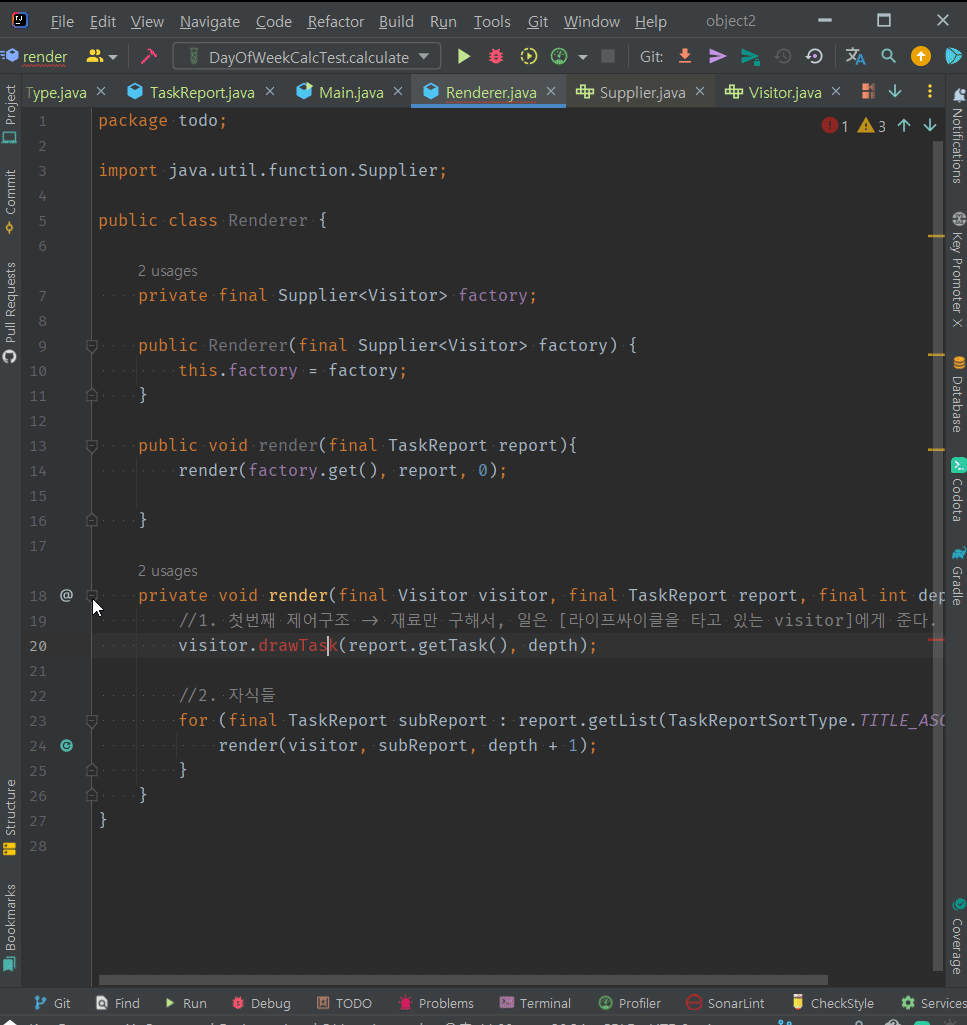 File Edit View Navigate Code Refactor Build Run Tools Git Window Help object2
render DayOfWeekCalcTest.calculate Git:
Type.java TaskReport.java Main.java Renderer.java Supplier.java Visitor.java
1 package todo; 1 3
2
3 import java.util.function.Supplier;
4
5 public class Renderer {
6
2 usages
7 private final Supplier<Visitor> factory;
8
9 public Renderer(final Supplier<Visitor> factory) {
10 this.factory = factory;
11 }
12
13 public void render(final TaskReport report){
14 render(factory.get(), report, 0);
15
16 }
17
2 usages
18 @ private void render(final Visitor visitor, final TaskReport report, final int dep
19 //1. 첫번째 제어구조 → 재료만 구해서, 일은 [라이프싸이클을 타고 있는 visitor]에게 준다.
20 visitor.drawTask(report.getTask(), depth);
21
22 //2. 자식들
23 for (final TaskReport subReport : report.getList(TaskReportSortType.TITLE_ASC
24 render(visitor, subReport, depth + 1);
25 }
26 }
27 }
28
Project
Commit
Pull Requests
Structure
Bookmarks
Notifications
Key Promoter X
Database
Codota
Gradle
Coverage
Git Find Run Debug TODO Problems Terminal Profiler SonarLint CheckStyle Services